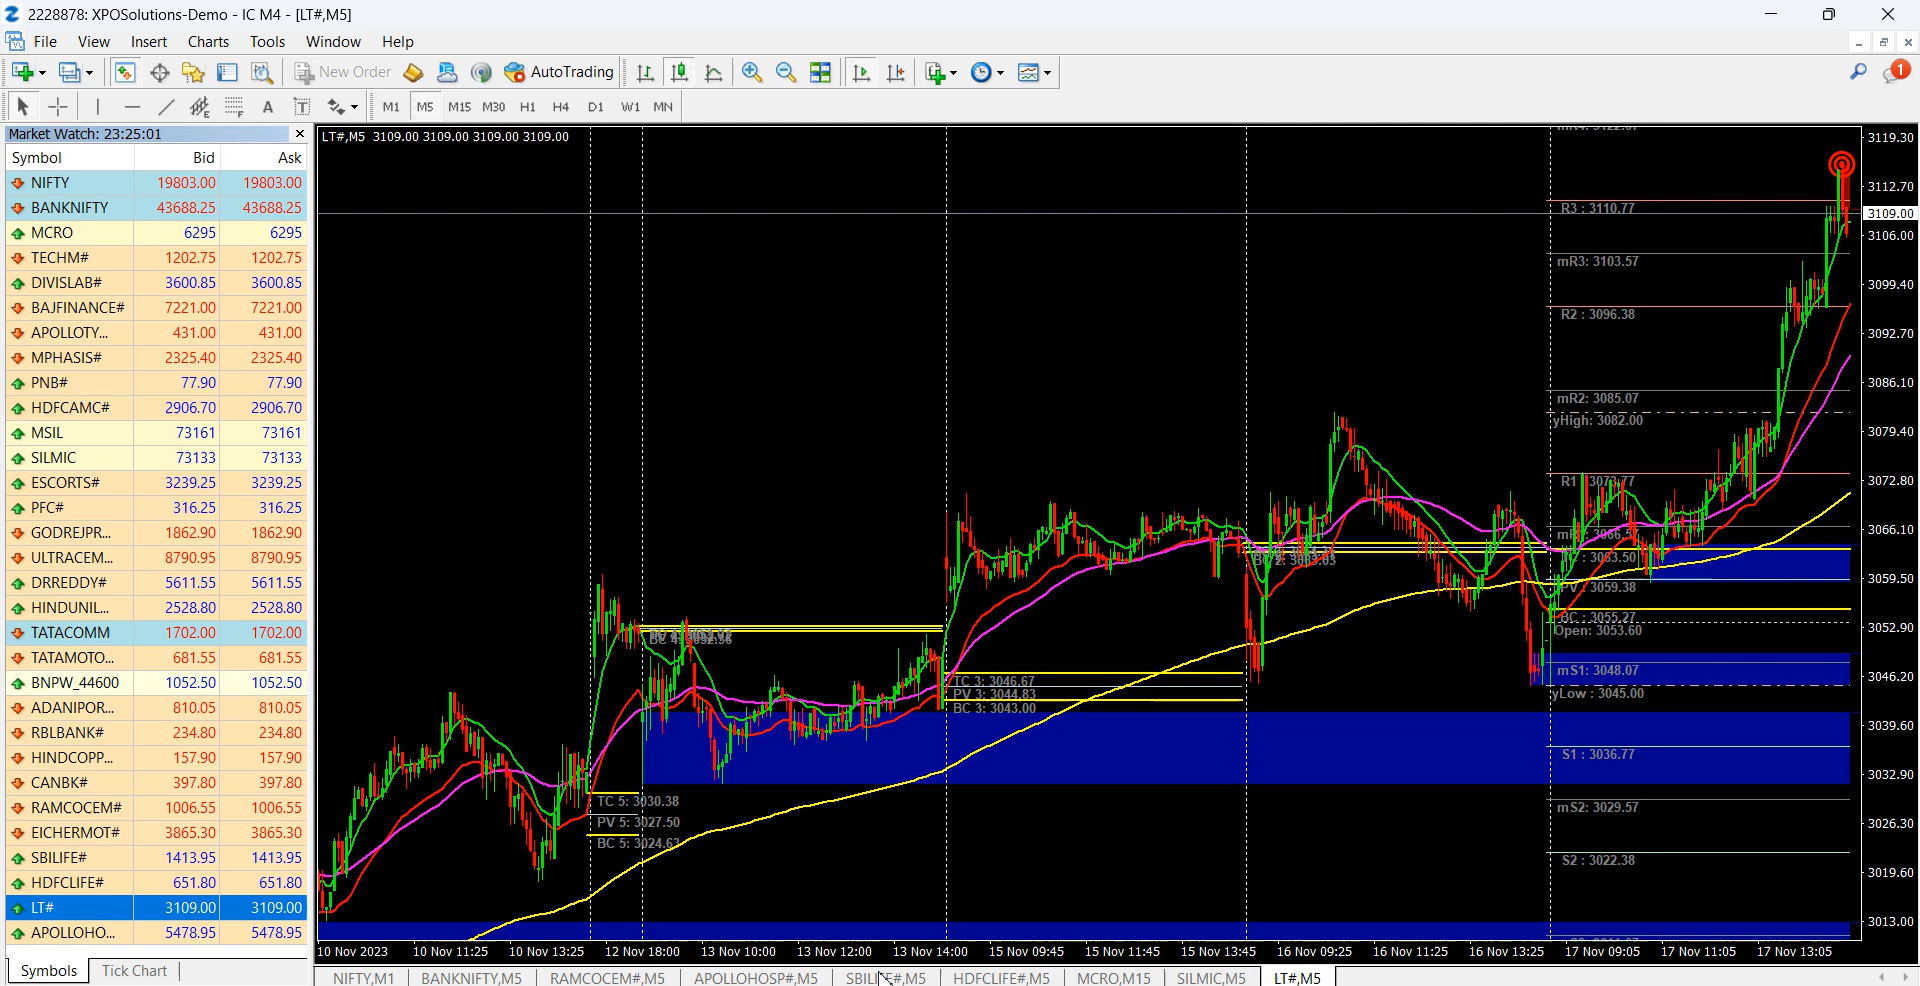 2228878: XPOSolutions-Demo - IC M4 - [LT#,M5]
File View Insert Charts Tools Window Help
New Order AutoTrading 1
A T M1 M5 M15 M30 H1 H4 D1 W1 MN
Market Watch: 23:25:01
Symbol Bid Ask
NIFTY 19803.00 19803.00
BANKNIFTY 43688.25 43688.25
MCRO 6295 6295
TECHM# 1202.75 1202.75
DIVISLAB# 3600.85 3600.85
BAJFINANCE# 7221.00 7221.00
APOLLOTY... 431.00 431.00
MPHASIS# 2325.40 2325.40
PNB# 77.90 77.90
HDFCAMC# 2906.70 2906.70
MSIL 73161 73161
SILMIC 73133 73133
ESCORTS# 3239.25 3239.25
PFC# 316.25 316.25
GODREJPR... 1862.90 1862.90
ULTRACEM... 8790.95 8790.95
DRREDDY# 5611.55 5611.55
HINDUNIL... 2528.80 2528.80
TATACOMM 1702.00 1702.00
TATAMOTO... 681.55 681.55
BNPW_44600 1052.50 1052.50
ADANIPOR... 810.05 810.05
RBLBANK# 234.80 234.80
HINDCOPP... 157.90 157.90
CANBK# 397.80 397.80
RAMCOCEM# 1006.55 1006.55
EICHERMOT# 3865.30 3865.30
SBILIFE# 1413.95 1413.95
HDFCLIFE# 651.80 651.80
LT# 3109.00 3109.00
APOLLOHO... 5478.95 5478.95
Symbols Tick Chart
LT#,M5 3109.00 3109.00 3109.00 3109.00
R3 : 3110.77
mR3: 3103.57
R2 : 3096.38
mR2: 3085.07
yHigh: 3082.00
R1 : 3073.77
3063.50
PV : 3059.38
BC : 3055.27
Open: 3053.60
mS1: 3048.07
yLow : 3045.00
S1 : 3036.77
mS2: 3029.57
S2 : 3022.38
TC 5: 3030.38
PV 5: 3027.50
BC 5: 3024.63
TC 3: 3046.67
PV 3: 3044.83
BC 3: 3043.00
3119.30
3112.70
3109.00
3106.00
3099.40
3092.70
3086.10
3079.40
3072.80
3066.10
3059.50
3052.90
3046.20
3039.60
3032.90
3026.30
3019.60
3013.00
10 Nov 2023 10 Nov 11:25 10 Nov 13:25 12 Nov 18:00 13 Nov 10:00 13 Nov 12:00 13 Nov 14:00 15 Nov 09:45 15 Nov 11:45 15 Nov 13:45 16 Nov 09:25 16 Nov 11:25 16 Nov 13:25 17 Nov 09:05 17 Nov 11:05 17 Nov 13:05
NIFTY,M1 BANKNIFTY,M5 RAMCOCEM#,M5 APOLLOHOSP#,M5 SBILIFE#,M5 HDFCLIFE#,M5 MCRO,M15 SILMIC,M5 LT#,M5